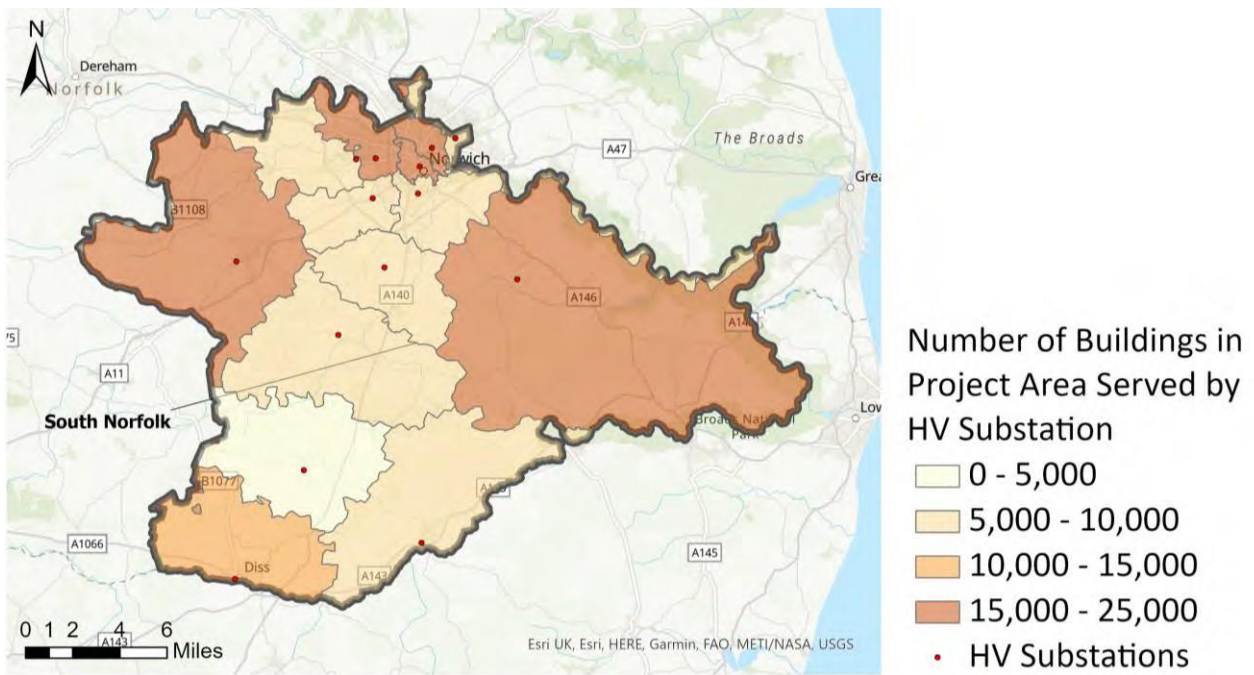 N
Dereham
Norfolk
The Broads
A47
Norwich
B1108
A146
A140
A11
South Norfolk
B1077
A1066
Diss
A143
A145
0 1 2 4 6
Miles
A143
Esri UK, Esri, HERE, Garmin, FAO, METI/NASA, USGS
Number of Buildings in
Project Area Served by
HV Substation
0 - 5,000
5,000 - 10,000
10,000 - 15,000
15,000 - 25,000
HV Substations